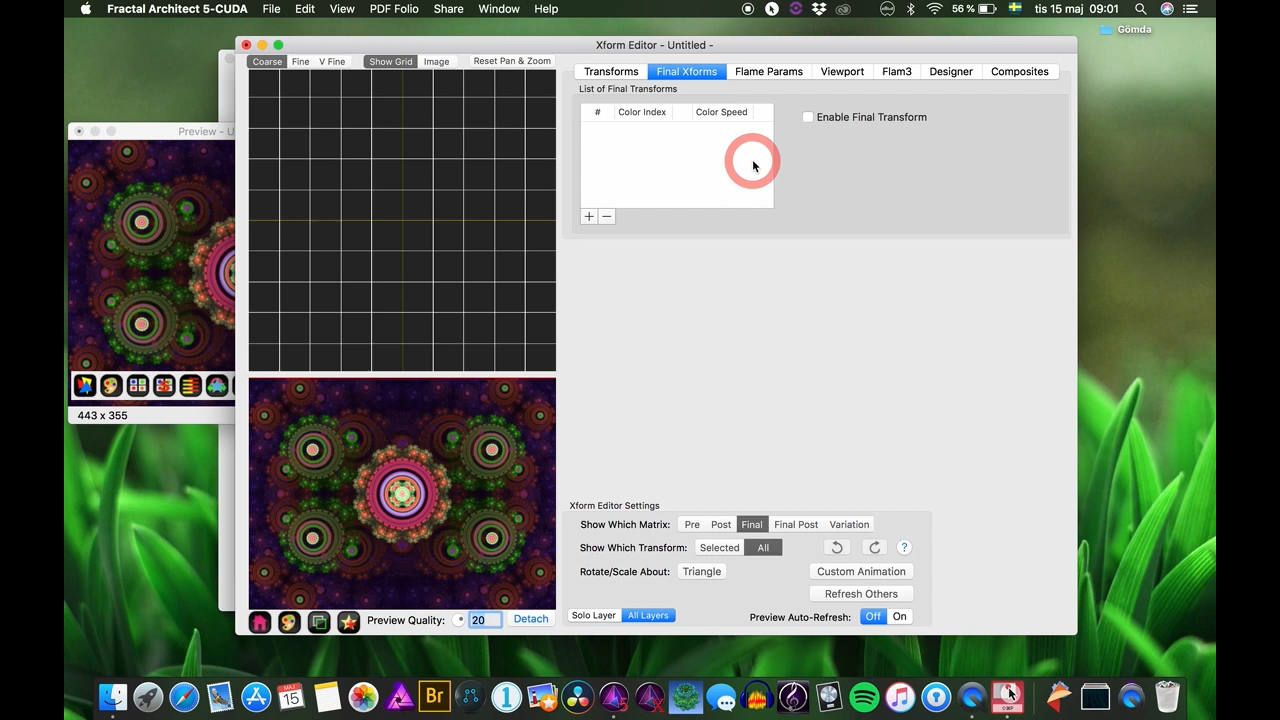 Fractal Architect 5-CUDA File Edit View PDF Folio Share Window Help 56 % tis 15 maj 09:01
Gömda
Xform Editor - Untitled -
Coarse Fine V Fine Show Grid Image Reset Pan & Zoom
Transforms Final Xforms Flame Params Viewport Flam3 Designer Composites
List of Final Transforms
# Color Index Color Speed
Enable Final Transform
+ −
Preview - U
443 x 355
Xform Editor Settings
Show Which Matrix: Pre Post Final Final Post Variation
Show Which Transform: Selected All ?
Rotate/Scale About: Triangle Custom Animation
Refresh Others
Solo Layer All Layers Preview Auto-Refresh: Off On
Preview Quality: 20 Detach
15
Br
1